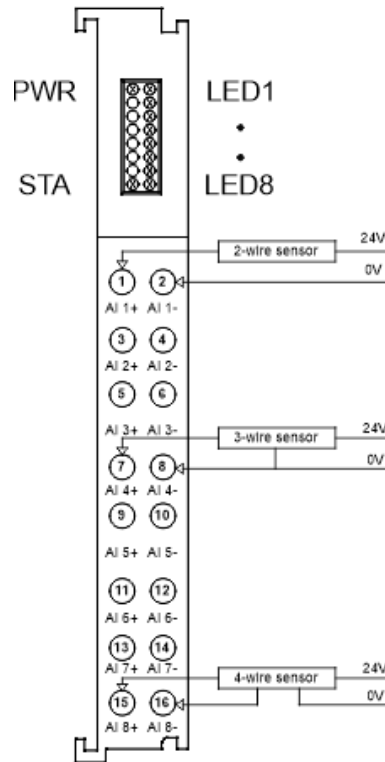 PWR LED1
STA LED8
2-wire sensor 24V
0V
1 2
AI 1+ AI 1-
3 4
AI 2+ AI 2-
5 6
AI 3+ AI 3-
3-wire sensor 24V
7 8 0V
AI 4+ AI 4-
9 10
AI 5+ AI 5-
11 12
AI 6+ AI 6-
13 14
AI 7+ AI 7-
4-wire sensor 24V
15 16 0V
AI 8+ AI 8-